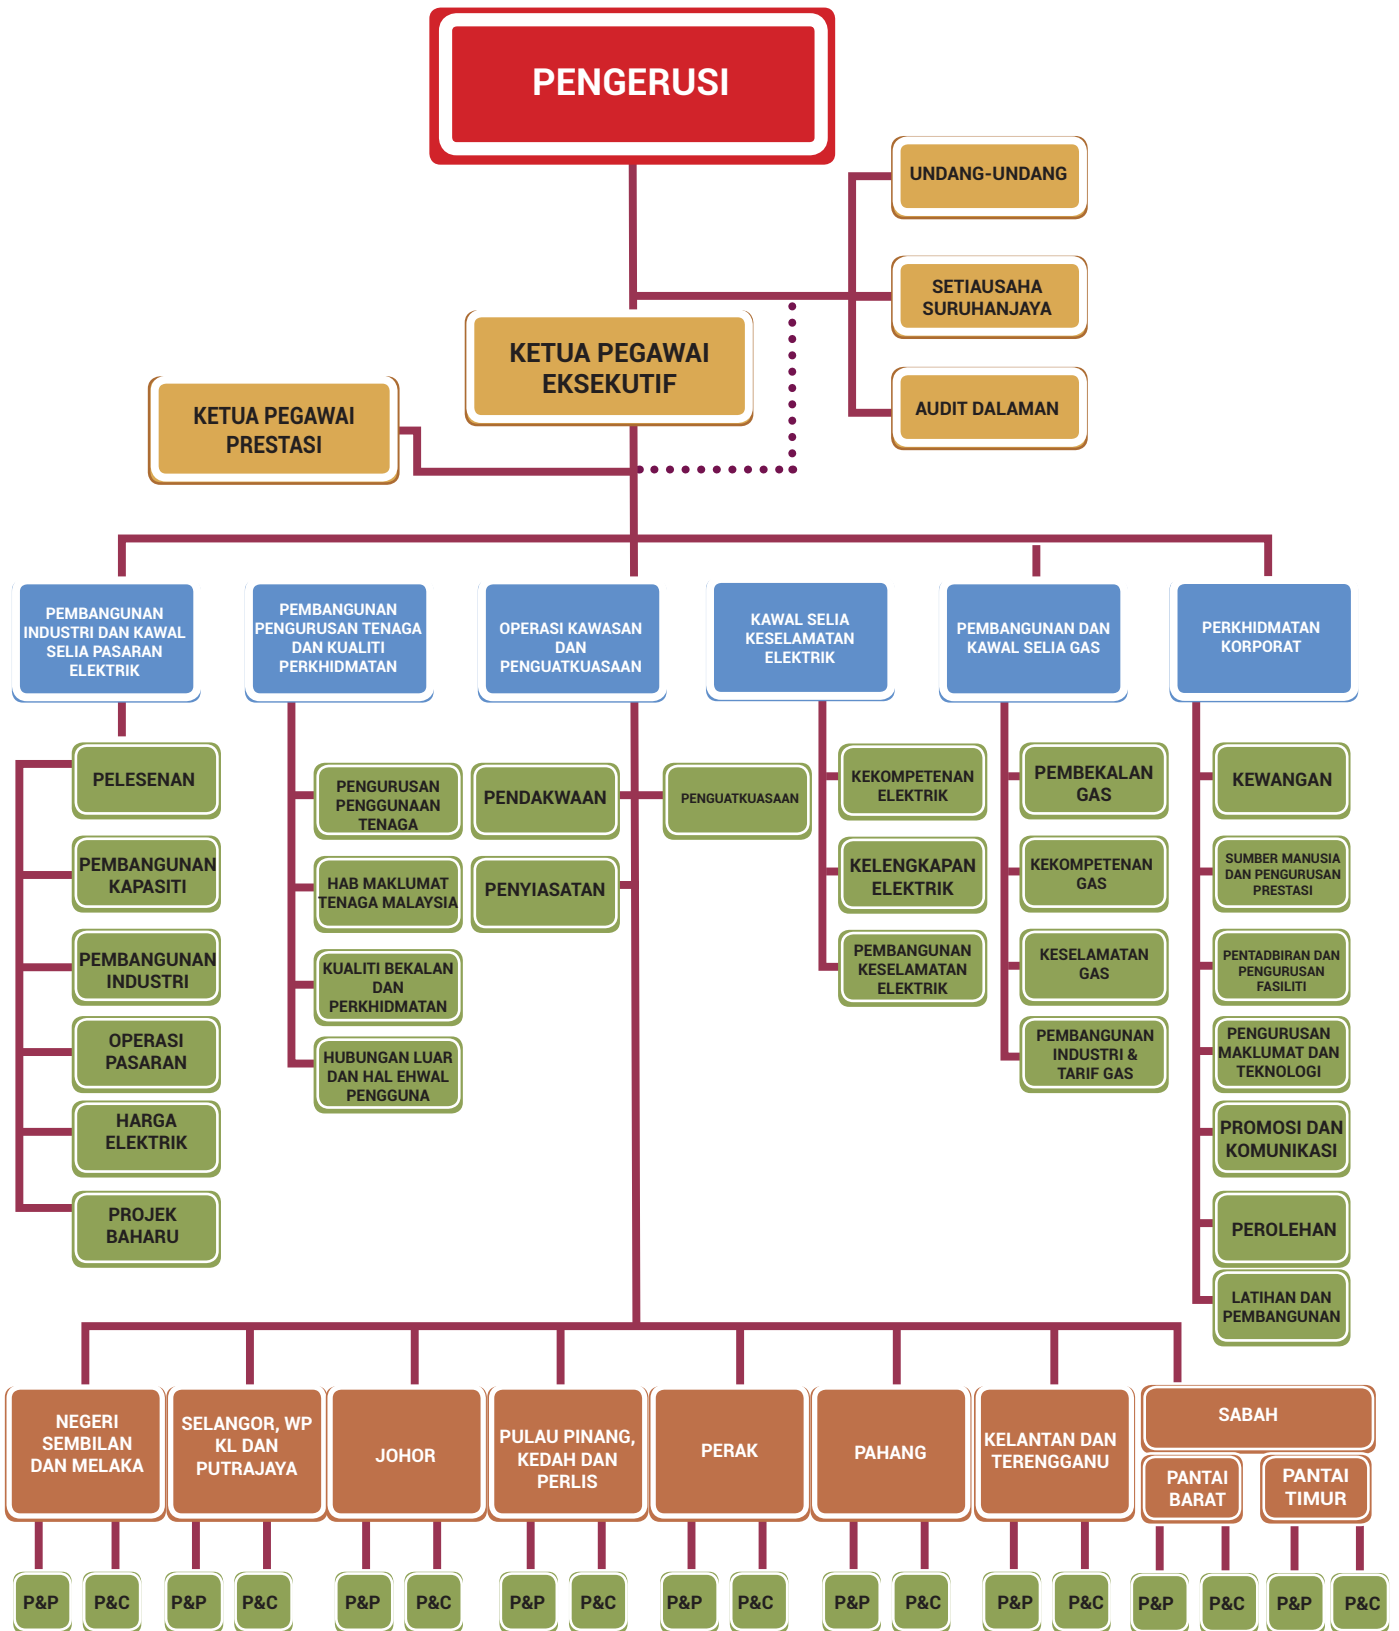 PENGERUSI
UNDANG-UNDANG
SETIAUSAHA
SURUHANJAYA
AUDIT DALAMAN
KETUA PEGAWAI
EKSEKUTIF
KETUA PEGAWAI
PRESTASI
PEMBANGUNAN
INDUSTRI DAN KAWAL
SELIA PASARAN
ELEKTRIK
PEMBANGUNAN
PENGURUSAN TENAGA
DAN KUALITI
PERKHIDMATAN
OPERASI KAWASAN
DAN
PENGUATKUASAAN
KAWAL SELIA
KESELAMATAN
ELEKTRIK
PEMBANGUNAN DAN
KAWAL SELIA GAS
PERKHIDMATAN
KORPORAT
PELESENAN
PEMBANGUNAN
KAPASITI
PEMBANGUNAN
INDUSTRI
OPERASI
PASARAN
HARGA
ELEKTRIK
PROJEK
BAHARU
PENGURUSAN
PENGGUNAAN
TENAGA
HAB MAKLUMAT
TENAGA MALAYSIA
KUALITI BEKALAN
DAN
PERKHIDMATAN
HUBUNGAN LUAR
DAN HAL EHWAL
PENGGUNA
PENDAKWAAN
PENYIASATAN
PENGUATKUASAAN
KEKOMPETENAN
ELEKTRIK
KELENGKAPAN
ELEKTRIK
PEMBANGUNAN
KESELAMATAN
ELEKTRIK
PEMBEKALAN
GAS
KEKOMPETENAN
GAS
KESELAMATAN
GAS
PEMBANGUNAN
INDUSTRI &
TARIF GAS
KEWANGAN
SUMBER MANUSIA
DAN PENGURUSAN
PRESTASI
PENTADBIRAN DAN
PENGURUSAN
FASILITI
PENGURUSAN
MAKLUMAT DAN
TEKNOLOGI
PROMOSI DAN
KOMUNIKASI
PEROLEHAN
LATIHAN DAN
PEMBANGUNAN
NEGERI
SEMBILAN
DAN MELAKA
SELANGOR, WP
KL DAN
PUTRAJAYA
JOHOR
PULAU PINANG,
KEDAH DAN
PERLIS
PERAK
PAHANG
KELANTAN DAN
TERENGGANU
SABAH
PANTAI
BARAT
PANTAI
TIMUR
P&P
P&C
P&P
P&C
P&P
P&C
P&P
P&C
P&P
P&C
P&P
P&C
P&P
P&C
P&P
P&C
P&P
P&C